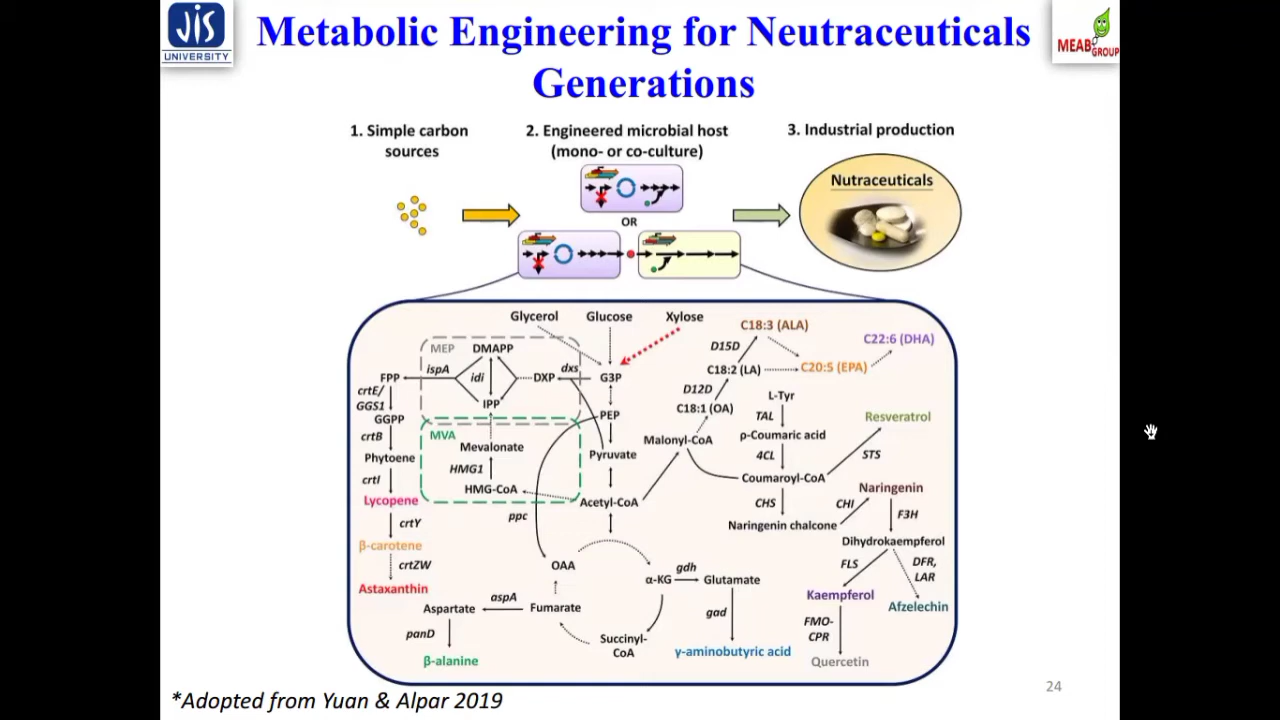 JIS
UNIVERSITY
Metabolic Engineering for Neutraceuticals
Generations
MEAB
GROUP
1. Simple carbon
sources
2. Engineered microbial host
(mono- or co-culture)
3. Industrial production
OR
Nutraceuticals
Glycerol
Glucose
Xylose
MEP
DMAPP
FPP
ispA
idi
DXP
dxs
G3P
IPP
crtE/
GGS1
GGPP
crtB
Phytoene
crtI
Lycopene
crtY
β-carotene
crtZW
Astaxanthin
MVA
Mevalonate
HMG1
HMG-CoA
PEP
Pyruvate
Acetyl-CoA
ppc
OAA
Fumarate
aspA
Aspartate
panD
β-alanine
Succinyl-
CoA
α-KG
gdh
Glutamate
gad
γ-aminobutyric acid
Malonyl-CoA
C18:1 (OA)
D12D
C18:2 (LA)
D15D
C18:3 (ALA)
C20:5 (EPA)
C22:6 (DHA)
L-Tyr
TAL
ρ-Coumaric acid
4CL
Coumaroyl-CoA
STS
Resveratrol
CHS
Naringenin chalcone
CHI
Naringenin
F3H
Dihydrokaempferol
FLS
DFR,
LAR
Kaempferol
Afzelechin
FMO-
CPR
Quercetin
*Adopted from Yuan & Alpar 2019
24